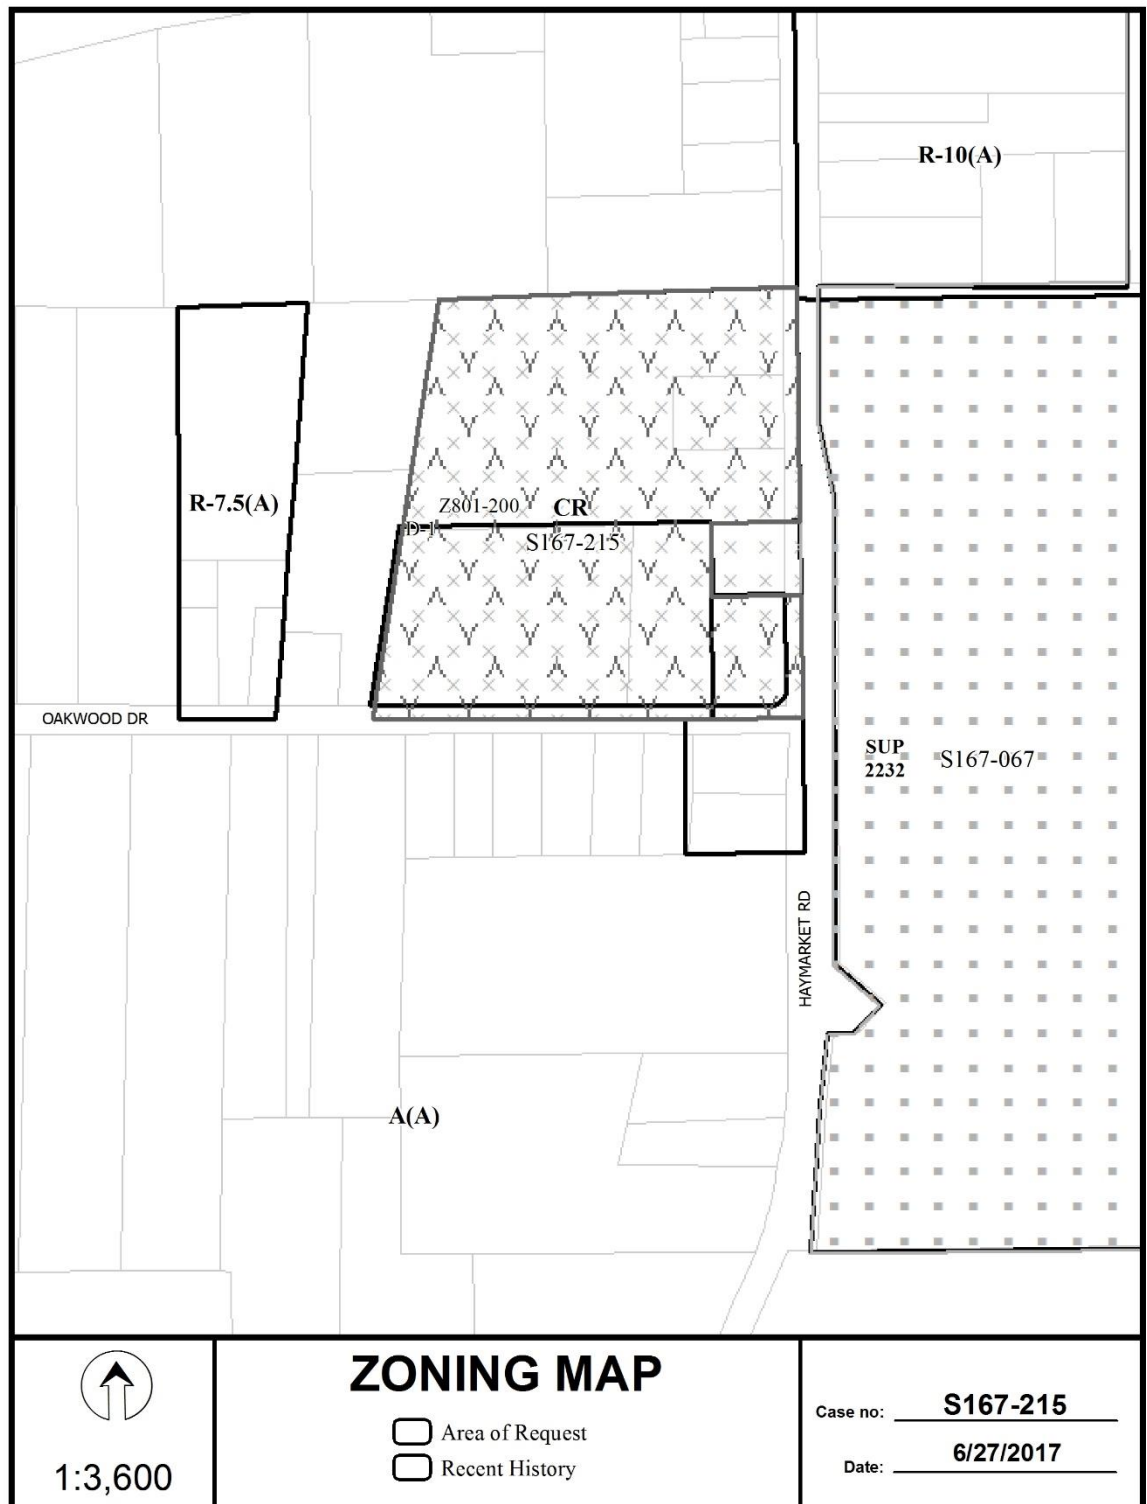 R-10(A)
R-7.5(A)
Z801-200
CR
D-1
S167-215
OAKWOOD DR
SUP
2232
S167-067
HAYMARKET RD
A(A)
1:3,600
ZONING MAP
Area of Request
Recent History
Case no: S167-215
Date: 6/27/2017